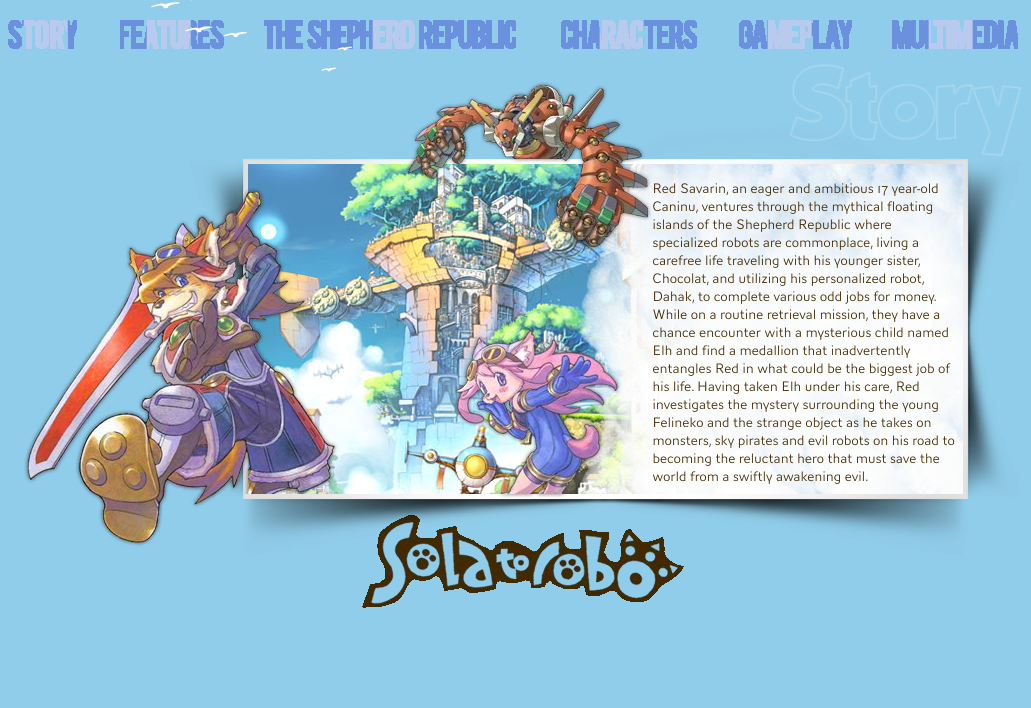 STORY FEATURES THE SHEPHERD REPUBLIC CHARACTERS GAMEPLAY MULTIMEDIA
Story
Red Savarin, an eager and ambitious 17 year-old
Caninu, ventures through the mythical floating
islands of the Shepherd Republic where
specialized robots are commonplace, living a
carefree life traveling with his younger sister,
Chocolat, and utilizing his personalized robot,
Dahak, to complete various odd jobs for money.
While on a routine retrieval mission, they have a
chance encounter with a mysterious child named
Elh and find a medallion that inadvertently
entangles Red in what could be the biggest job of
his life. Having taken Elh under his care, Red
investigates the mystery surrounding the young
Felineko and the strange object as he takes on
monsters, sky pirates and evil robots on his road to
becoming the reluctant hero that must save the
world from a swiftly awakening evil.
Solatorobo